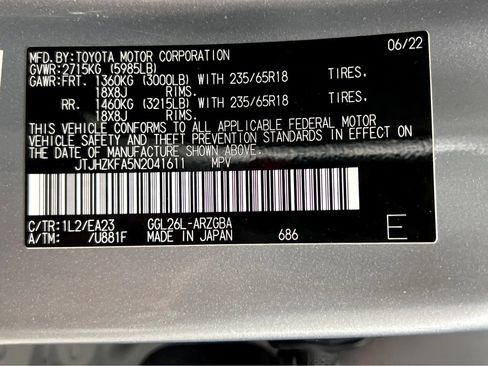 MFD.BY:TOYOTA MOTOR CORPORATION 06/22
GVWR:2715KG (5985LB)
GAWR:FRT. 1360KG (3000LB) WITH 235/65R18 TIRES,
18X8J RIMS.
RR. 1460KG (3215LB) WITH 235/65R18 TIRES,
18X8J RIMS.
THIS VEHICLE CONFORMS TO ALL APPLICABLE FEDERAL MOTOR
VEHICLE SAFETY AND THEFT PREVENTION STANDARDS IN EFFECT ON
THE DATE OF MANUFACTURE SHOWN ABOVE.
JTJHZKFA5N2041611 MPV
C/TR:1L2/EA23 GGL26L-ARZGBA
A/TM: /U881F MADE IN JAPAN 686 E